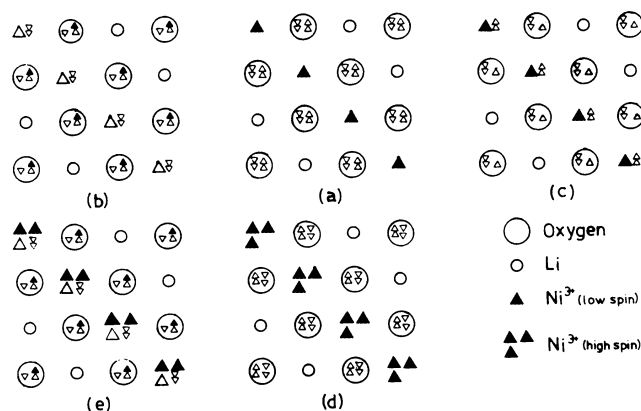 (b)
(a)
(c)
(e)
(d)
Oxygen
Li
Ni3+ (low spin)
Ni3+ (high spin)